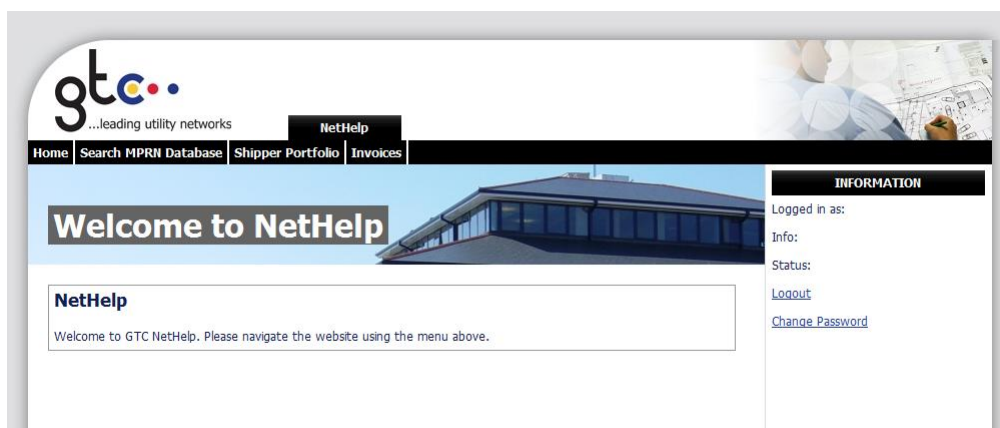 gtc
...leading utility networks
NetHelp
Home Search MPRN Database Shipper Portfolio Invoices
Welcome to NetHelp
NetHelp
Welcome to GTC NetHelp. Please navigate the website using the menu above.
INFORMATION
Logged in as:
Info:
Status:
Logout
Change Password